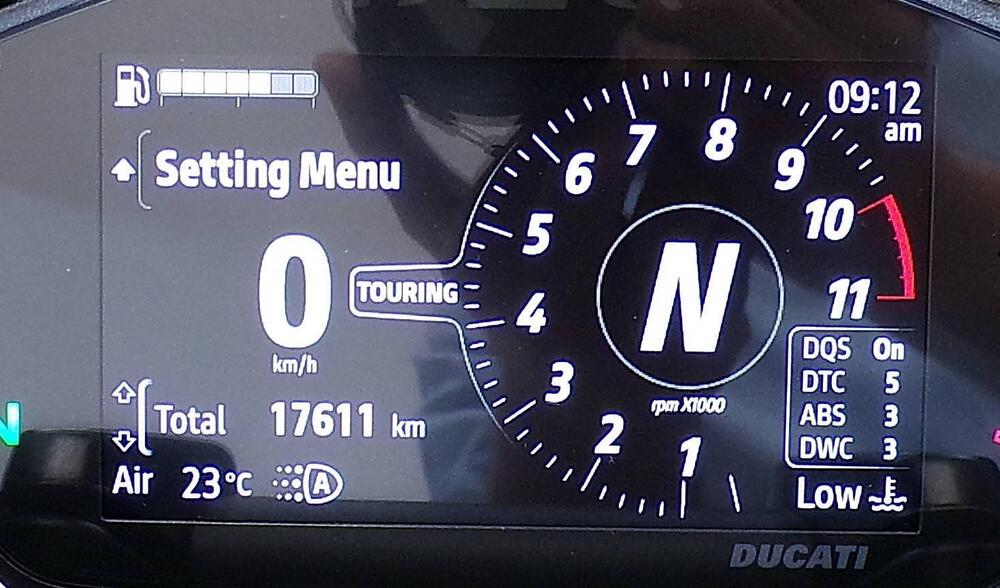 09:12
am
Setting Menu
0
km/h
TOURING
Total 17611 km
Air 23°C A
1
2
3
4
5
6
7
8
9
10
11
N
rpm X1000
DQS On
DTC 5
ABS 3
DWC 3
Low
N
DUCATI